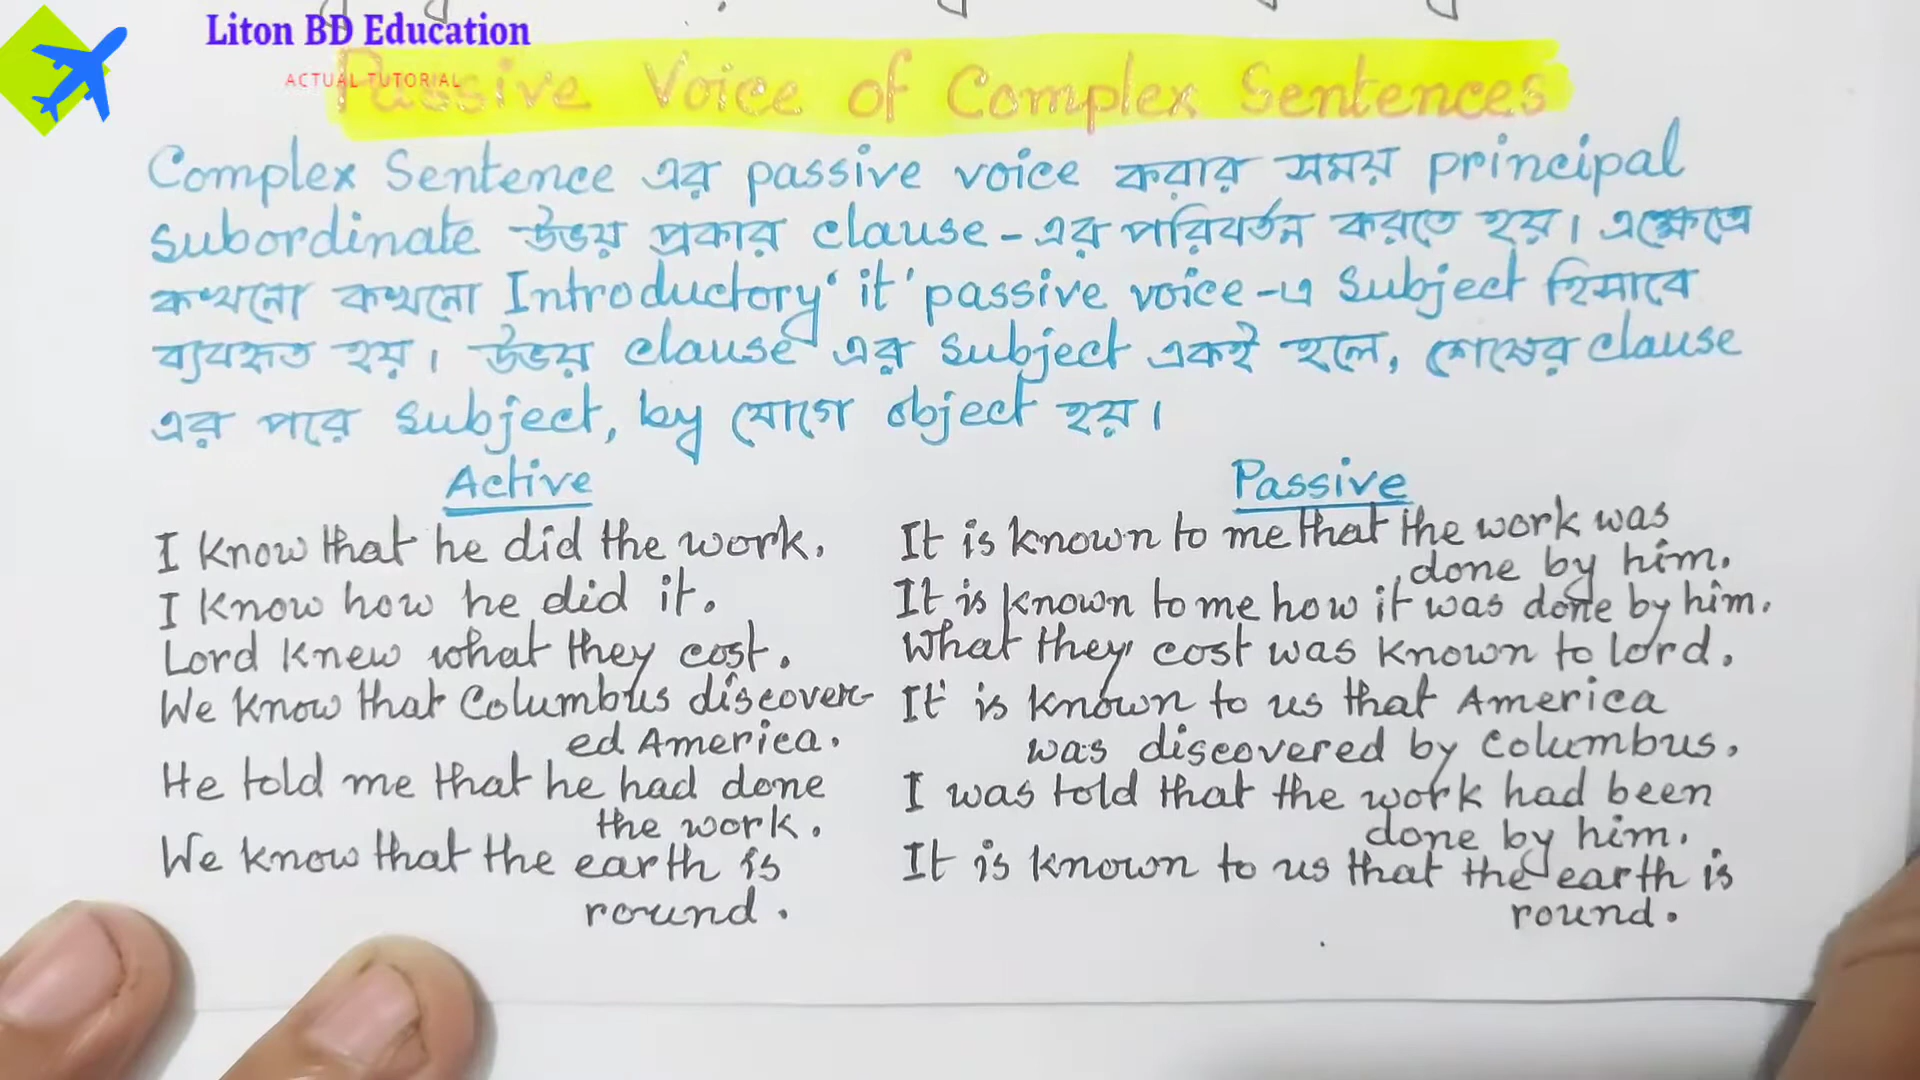 Liton BD Education
ACTUAL TUTORIAL
Passive Voice of Complex Sentences
Complex Sentence এর passive voice করার সময় principal
subordinate উভয় প্রকার clause-এর পরিবর্তন করতে হয়। এক্ষেত্রে
কখনো কখনো Introductory 'it' passive voice-এ subject হিসাবে
ব্যবহৃত হয়। উভয় clause এর subject একই হলে, শেষের clause
এর পরে subject, by যোগে object হয়।
Active
Passive
I know that he did the work.
It is known to me that the work was
done by him.
I know how he did it.
It is known to me how it was done by him.
Lord knew what they cost.
What they cost was known to lord.
We know that Columbus discover-
ed America.
It is known to us that America
was discovered by Columbus.
He told me that he had done
the work.
I was told that the work had been
done by him.
We know that the earth is
round.
It is known to us that the earth is
round.